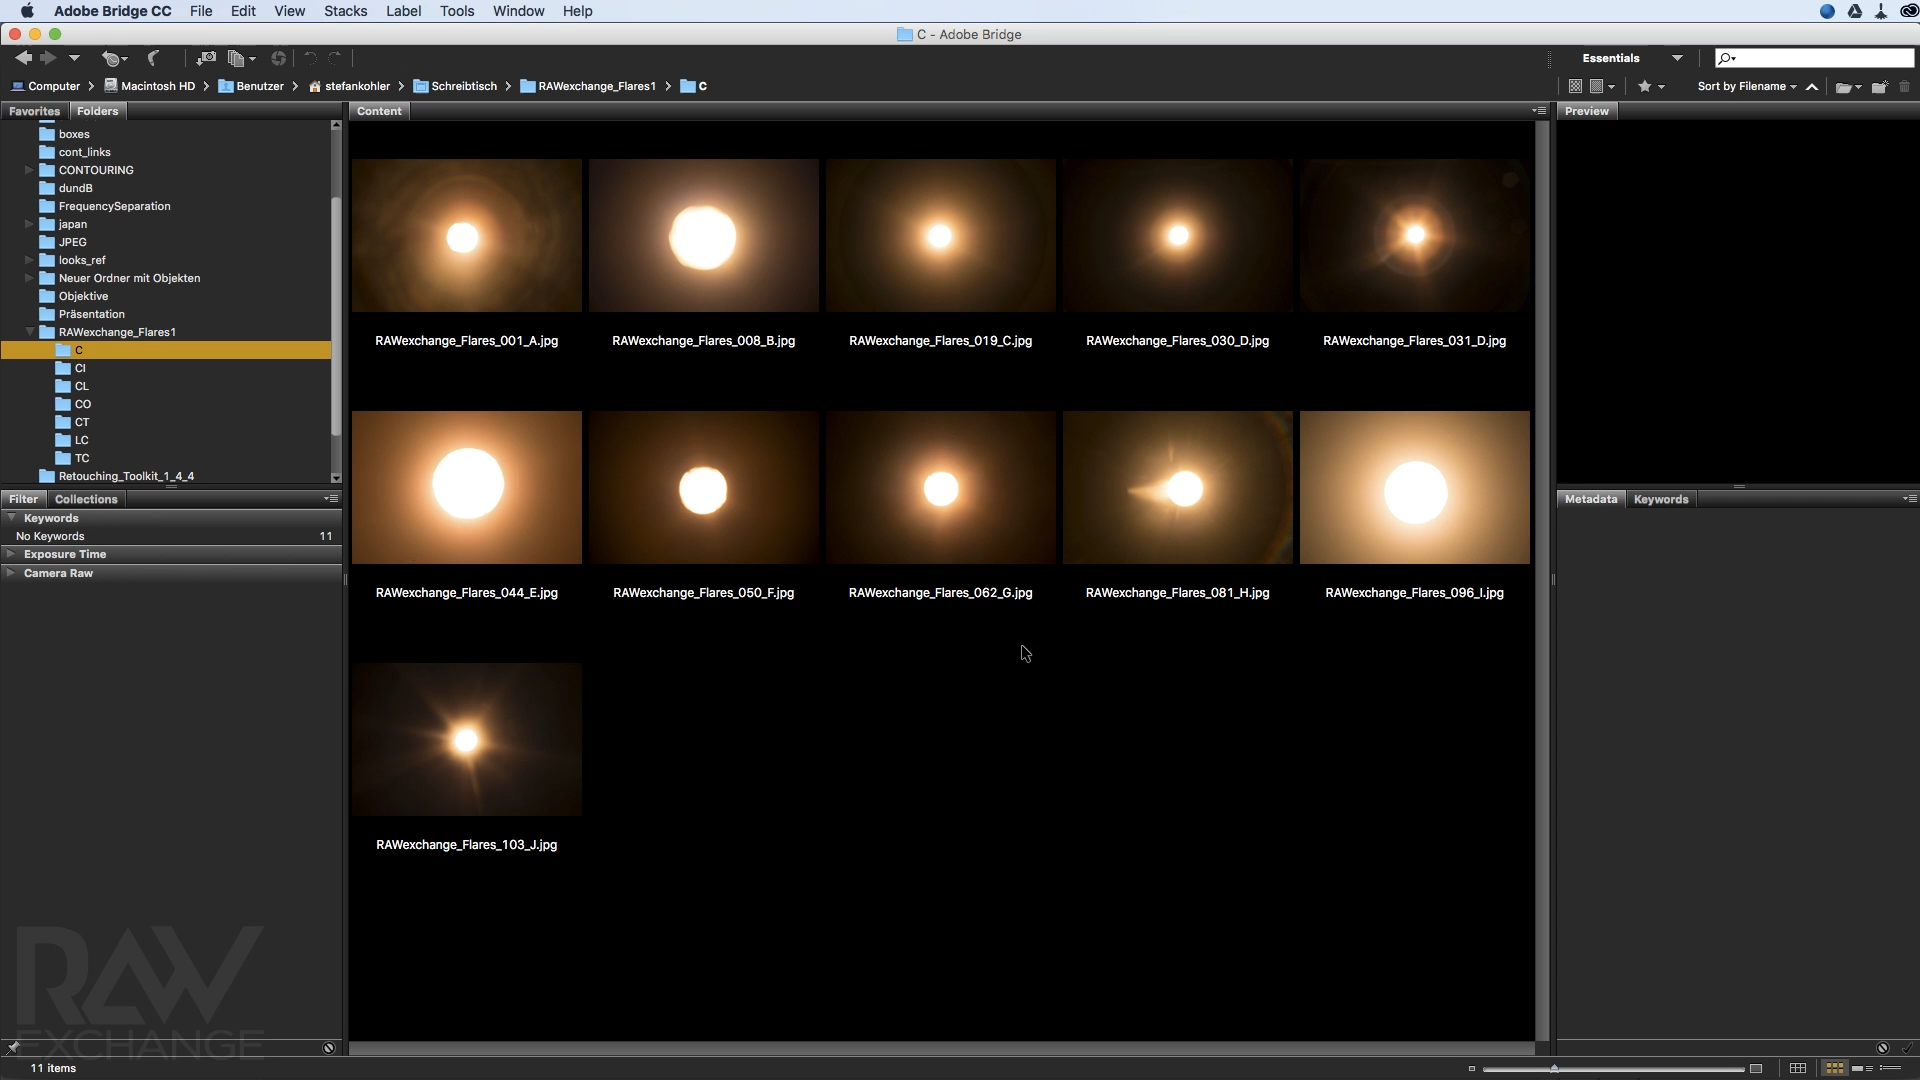 Adobe Bridge CC File Edit View Stacks Label Tools Window Help
C - Adobe Bridge
Essentials
Computer Macintosh HD Benutzer stefankohler Schreibtisch RAWexchange_Flares1 C
Sort by Filename
Favorites Folders
Content
Preview
boxes
cont_links
CONTOURING
dundB
FrequencySeparation
japan
JPEG
looks_ref
Neuer Ordner mit Objekten
Objektive
Präsentation
RAWexchange_Flares1
C
CI
CL
CO
CT
LC
TC
Retouching_Toolkit_1_4_4
RAWexchange_Flares_001_A.jpg RAWexchange_Flares_008_B.jpg RAWexchange_Flares_019_C.jpg RAWexchange_Flares_030_D.jpg RAWexchange_Flares_031_D.jpg
RAWexchange_Flares_044_E.jpg RAWexchange_Flares_050_F.jpg RAWexchange_Flares_062_G.jpg RAWexchange_Flares_081_H.jpg RAWexchange_Flares_096_I.jpg
RAWexchange_Flares_103_J.jpg
Filter Collections
Keywords
No Keywords 11
Exposure Time
Camera Raw
Metadata Keywords
RAW
EXCHANGE
11 items